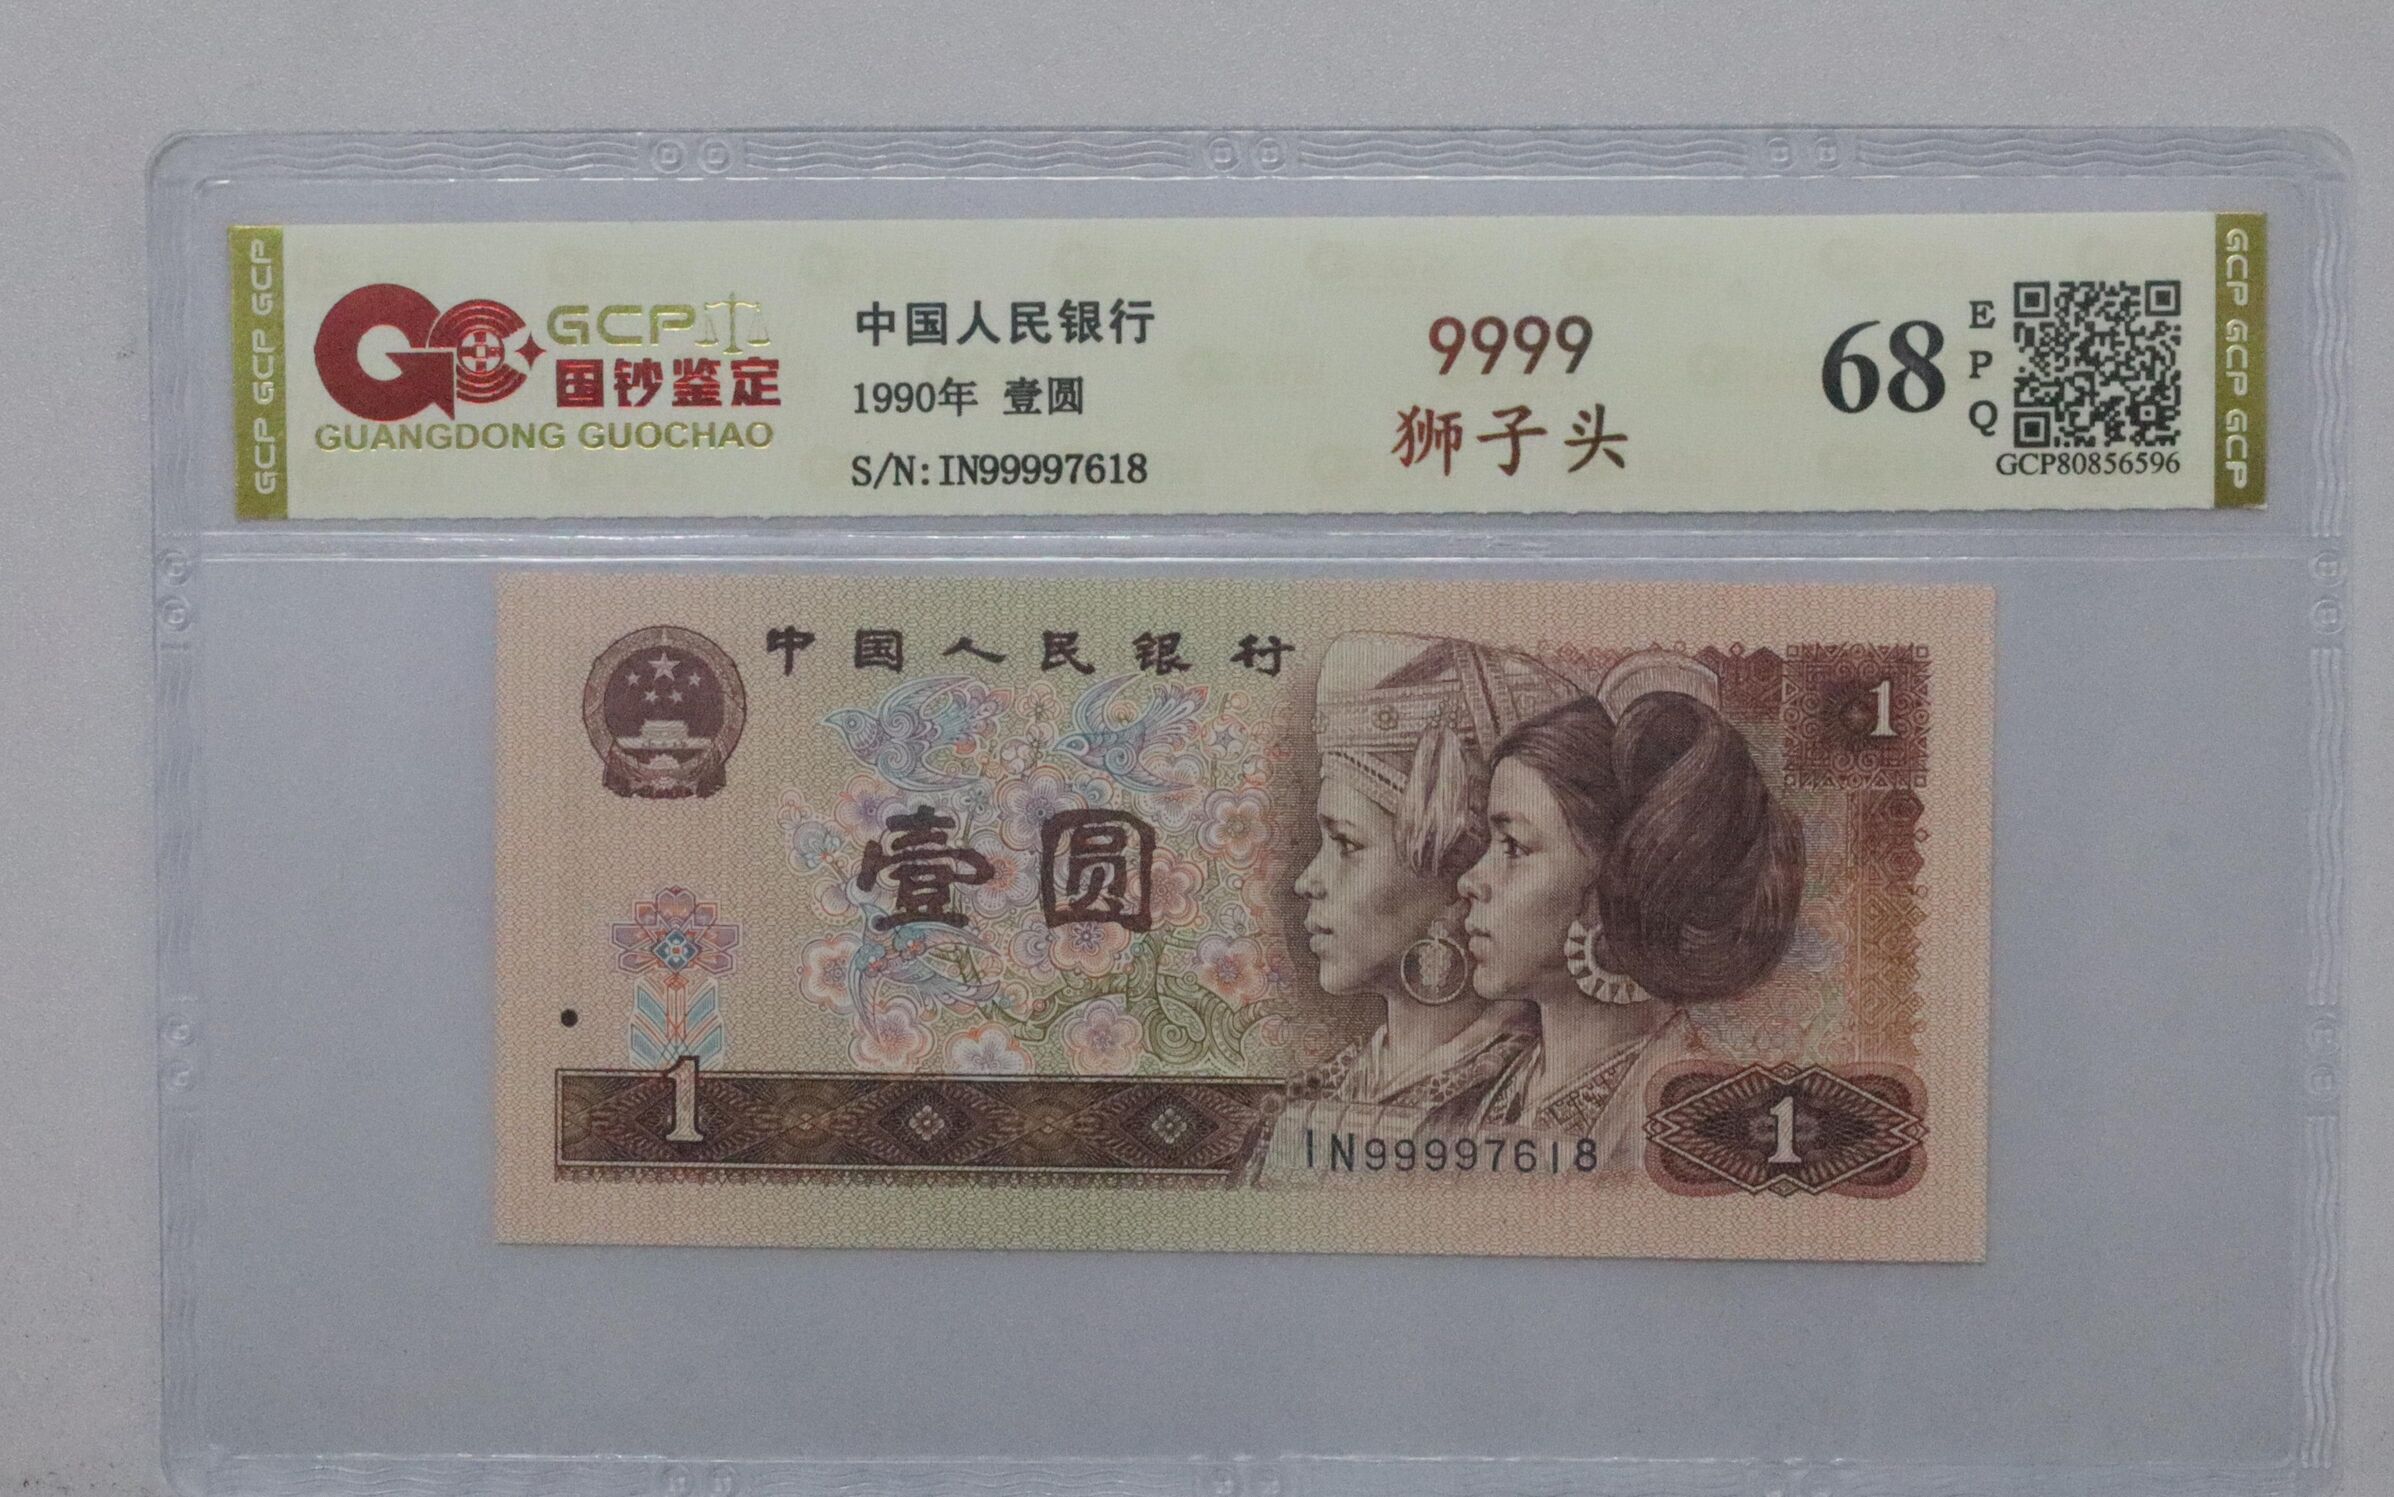 GCP GCP GCP
GCP
国钞鉴定
GUANGDONG GUOCHAO
中国人民银行
1990年 壹圆
S/N: IN99997618
9999
狮子头
68
EPQ
GCP80856596
GCP GCP GCP
中国人民银行
1
壹圆
1
1
IN99997618